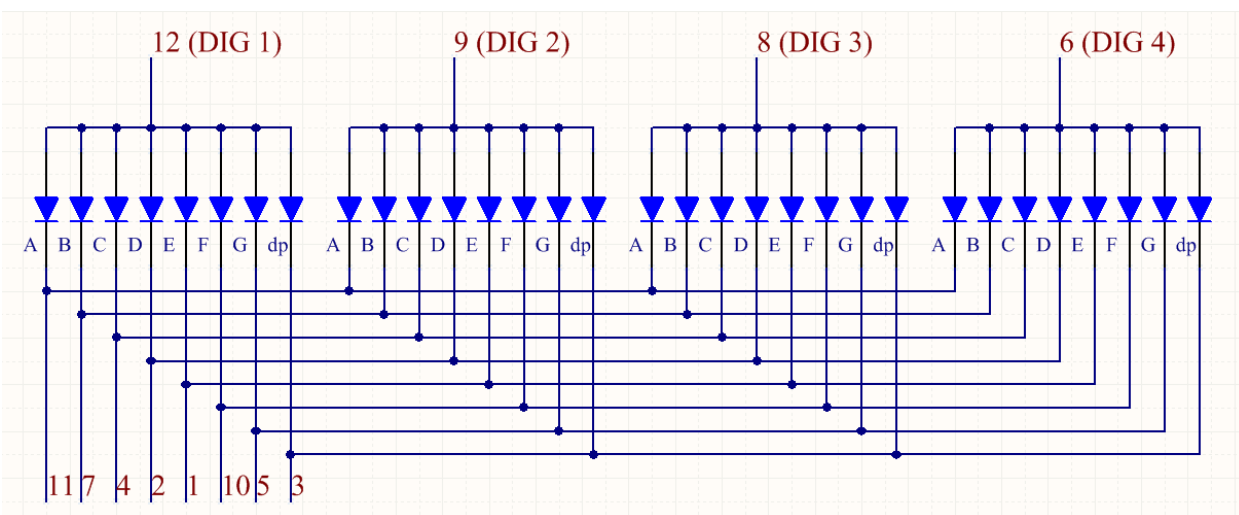 12 (DIG 1) 9 (DIG 2) 8 (DIG 3) 6 (DIG 4)
A B C D E F G dp A B C D E F G dp A B C D E F G dp A B C D E F G dp
11 7 4 2 1 10 5 3